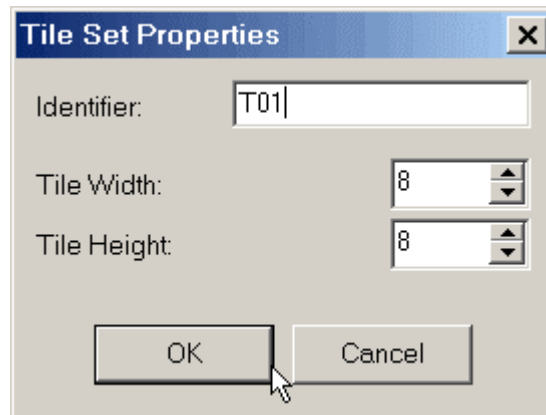 Tile Set Properties
Identifier: T01
Tile Width: 8
Tile Height: 8
OK Cancel